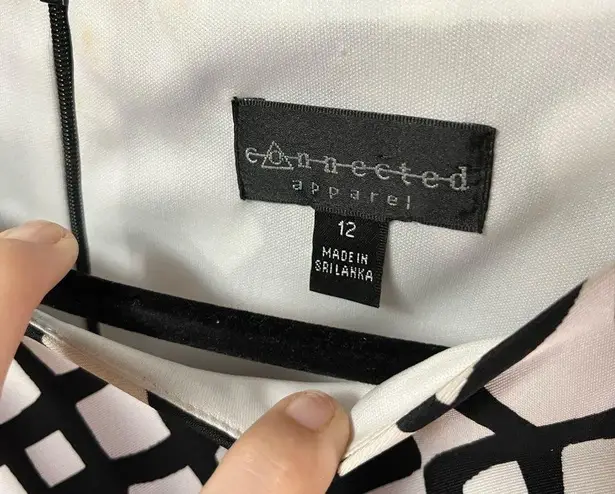 connected
apparel
12
MADE IN
SRI LANKA